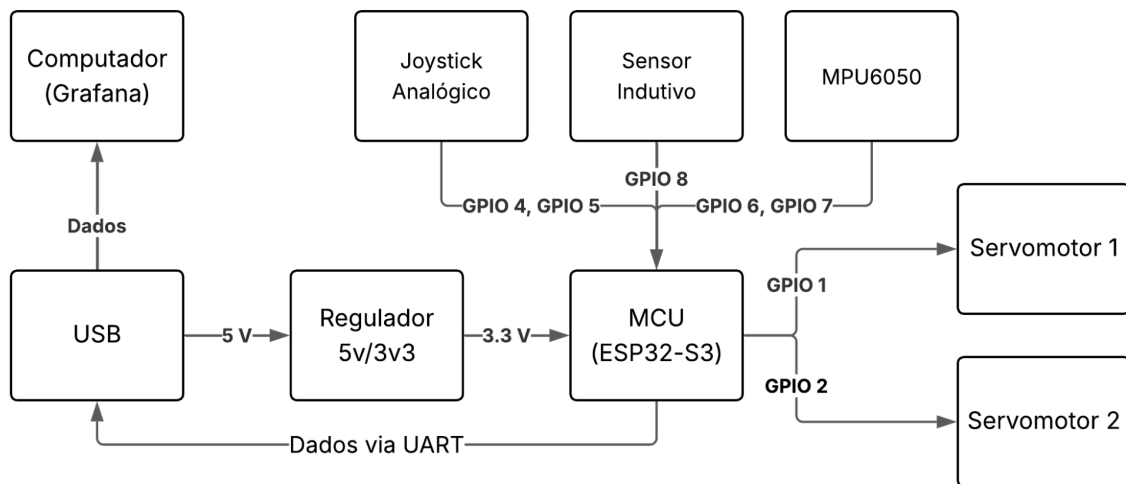 Computador
(Grafana)
Joystick
Analógico
Sensor
Indutivo
MPU6050
GPIO 8
GPIO 4, GPIO 5
GPIO 6, GPIO 7
Dados
Servomotor 1
GPIO 1
USB
5 V
Regulador
5v/3v3
3.3 V
MCU
(ESP32-S3)
GPIO 2
Servomotor 2
Dados via UART